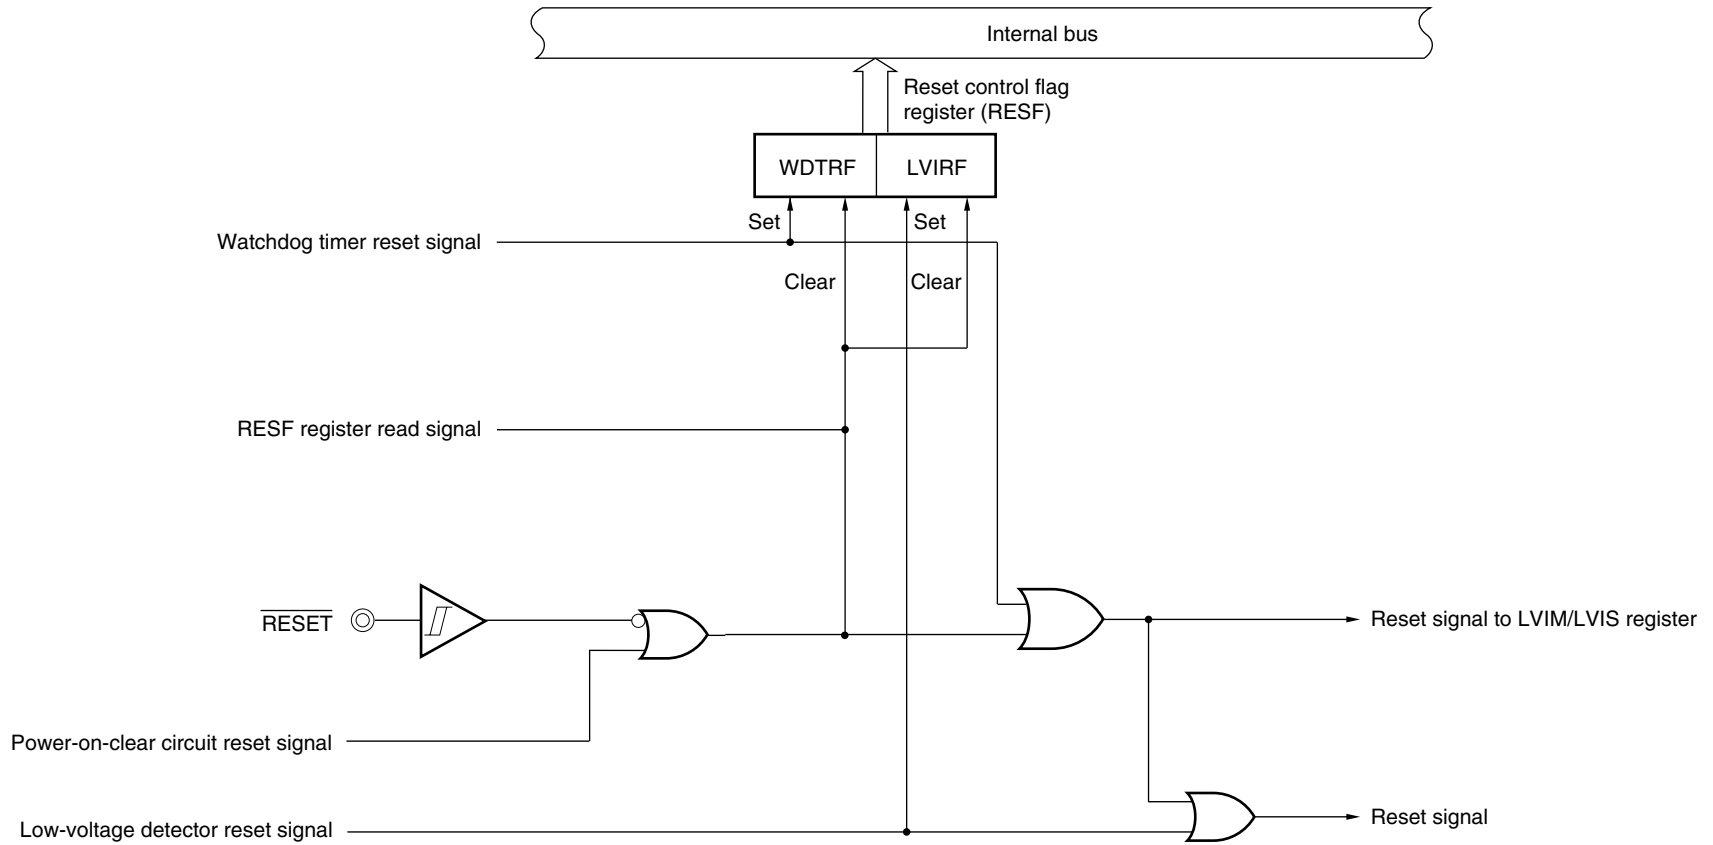 Internal bus
Reset control flag
register (RESF)
WDTRF
LVIRF
Set
Set
Watchdog timer reset signal
Clear
Clear
RESF register read signal
RESET
Reset signal to LVIM/LVIS register
Power-on-clear circuit reset signal
Reset signal
Low-voltage detector reset signal